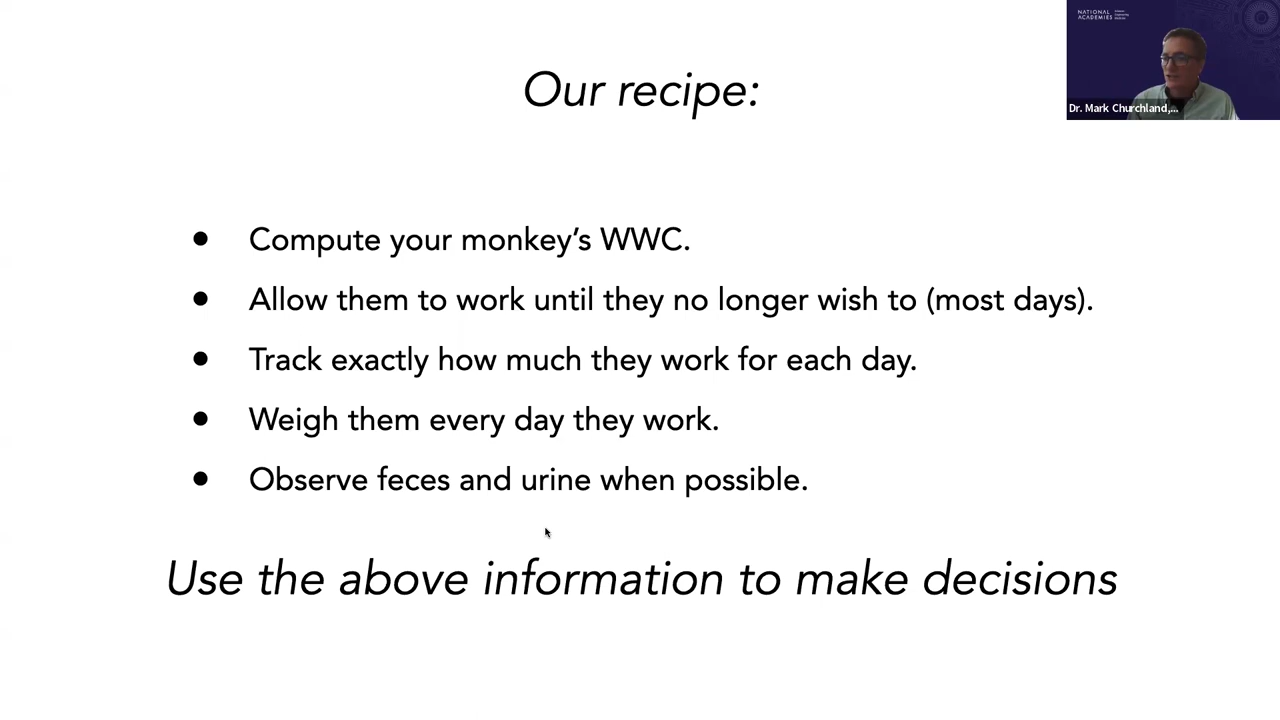 NATIONAL
ACADEMIES
Dr. Mark Churchland,...
Our recipe:
• Compute your monkey’s WWC.
• Allow them to work until they no longer wish to (most days).
• Track exactly how much they work for each day.
• Weigh them every day they work.
• Observe feces and urine when possible.
Use the above information to make decisions